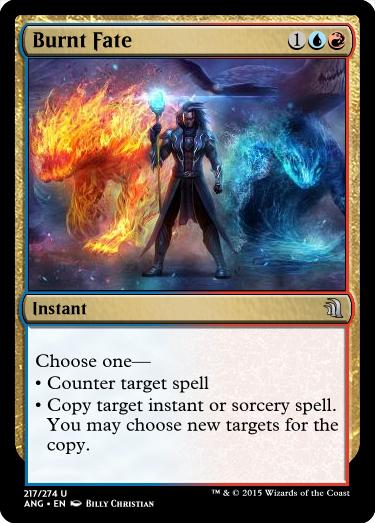 Burnt Fate 1
Instant
Choose one—
• Counter target spell
• Copy target instant or sorcery spell.
You may choose new targets for the
copy.
217/274 U
ANG • EN Billy Christian
™ & © 2015 Wizards of the Coast